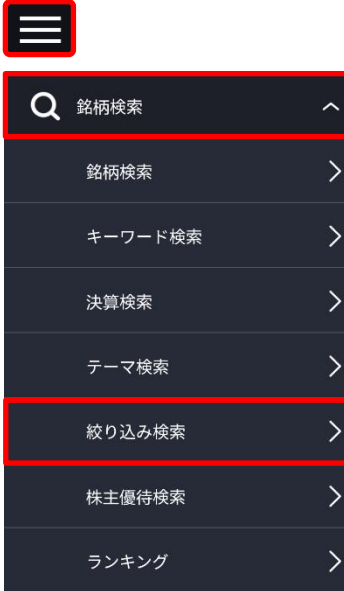 銘柄検索
銘柄検索
キーワード検索
決算検索
テーマ検索
絞り込み検索
株主優待検索
ランキング